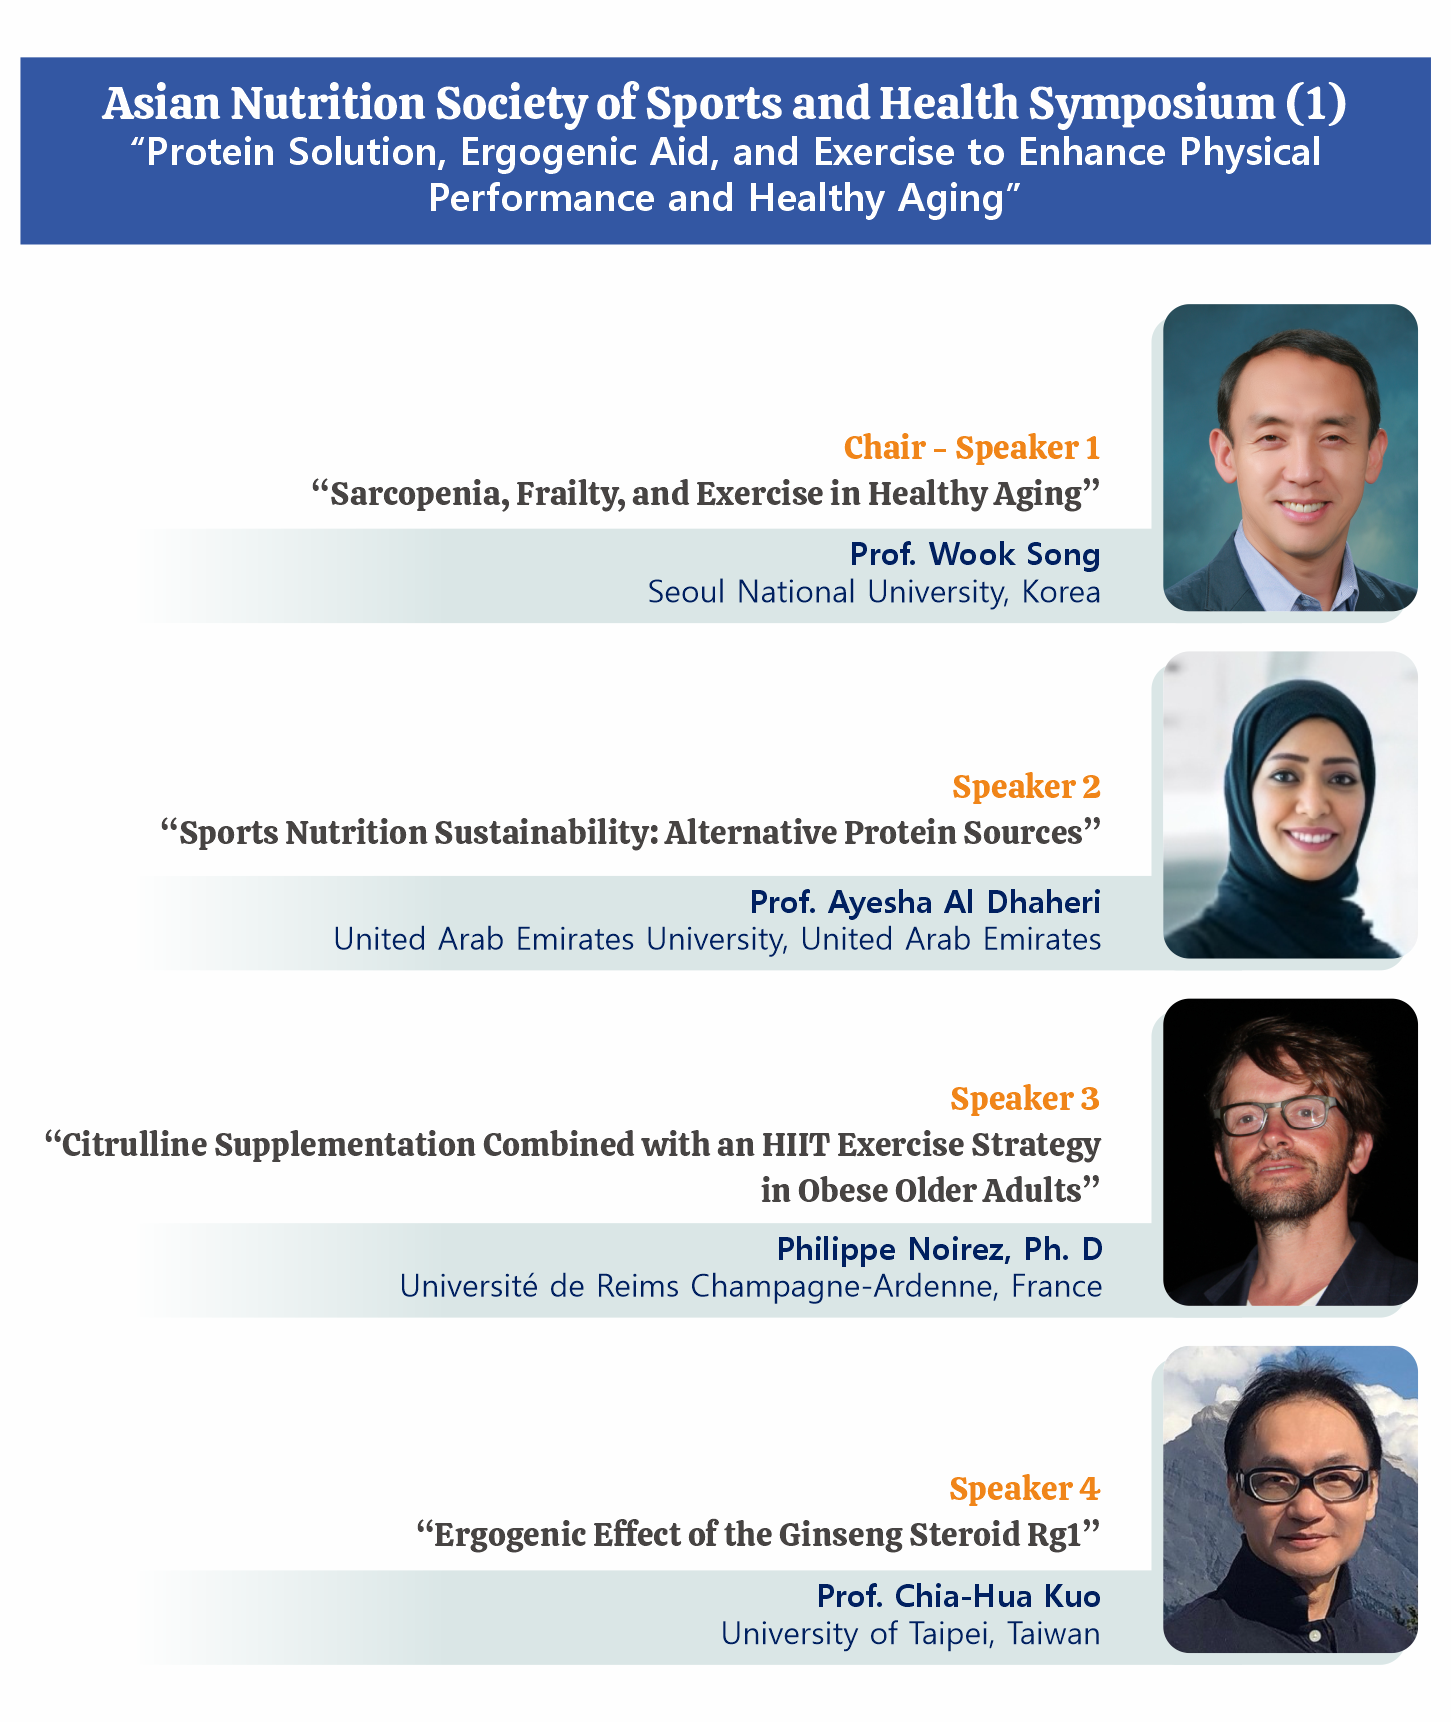 Asian Nutrition Society of Sports and Health Symposium (1)
“Protein Solution, Ergogenic Aid, and Exercise to Enhance Physical
Performance and Healthy Aging”
Chair – Speaker 1
“Sarcopenia, Frailty, and Exercise in Healthy Aging”
Prof. Wook Song
Seoul National University, Korea
Speaker 2
“Sports Nutrition Sustainability: Alternative Protein Sources”
Prof. Ayesha Al Dhaheri
United Arab Emirates University, United Arab Emirates
Speaker 3
“Citrulline Supplementation Combined with an HIIT Exercise Strategy
in Obese Older Adults”
Philippe Noirez, Ph. D
Université de Reims Champagne-Ardenne, France
Speaker 4
“Ergogenic Effect of the Ginseng Steroid Rg1”
Prof. Chia-Hua Kuo
University of Taipei, Taiwan